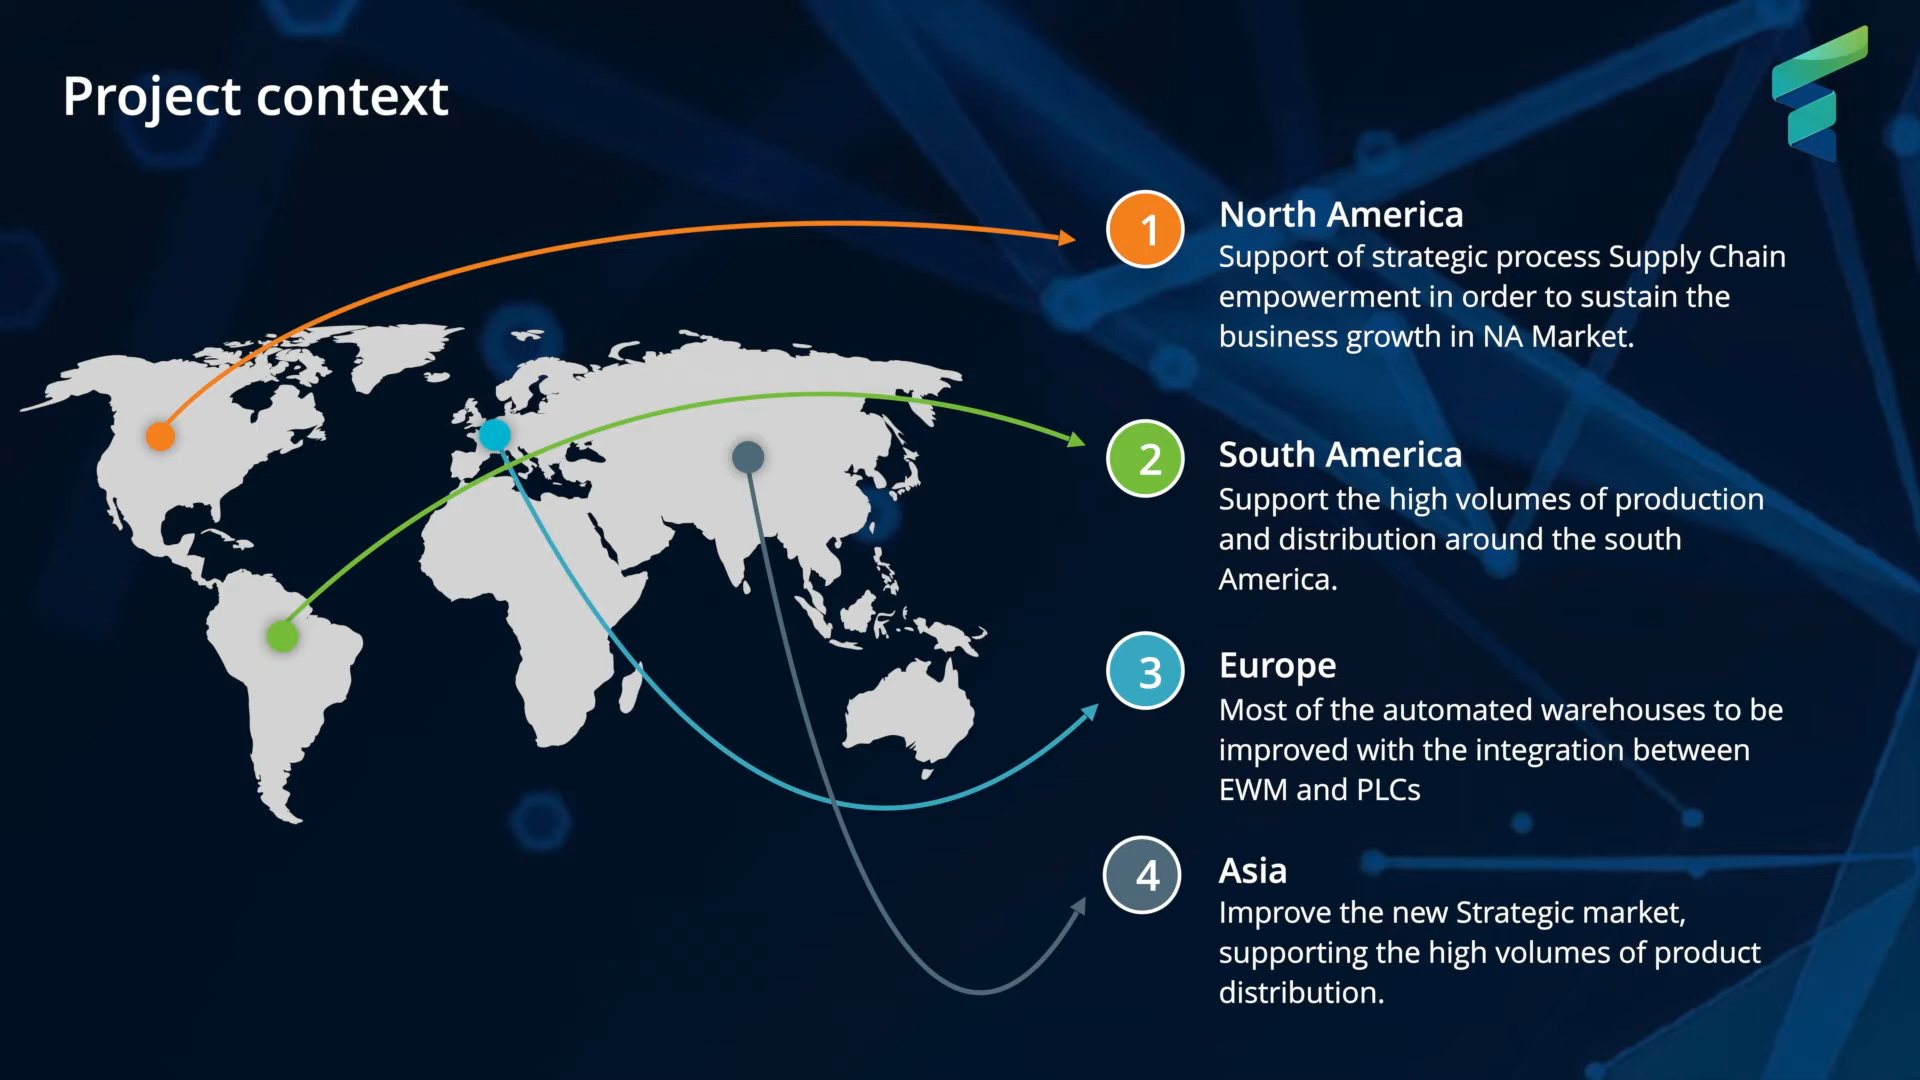 Project context
1
North America
Support of strategic process Supply Chain
empowerment in order to sustain the
business growth in NA Market.
2
South America
Support the high volumes of production
and distribution around the south
America.
3
Europe
Most of the automated warehouses to be
improved with the integration between
EWM and PLCs
4
Asia
Improve the new Strategic market,
supporting the high volumes of product
distribution.